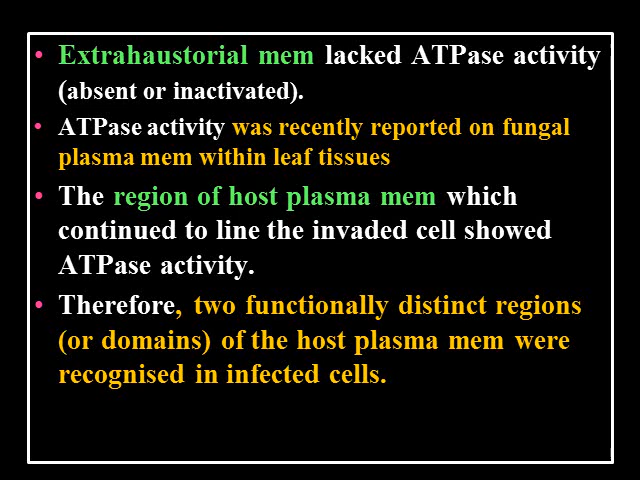 • Extrahaustorial mem lacked ATPase activity
(absent or inactivated).
• ATPase activity was recently reported on fungal
plasma mem within leaf tissues
• The region of host plasma mem which
continued to line the invaded cell showed
ATPase activity.
• Therefore, two functionally distinct regions
(or domains) of the host plasma mem were
recognised in infected cells.